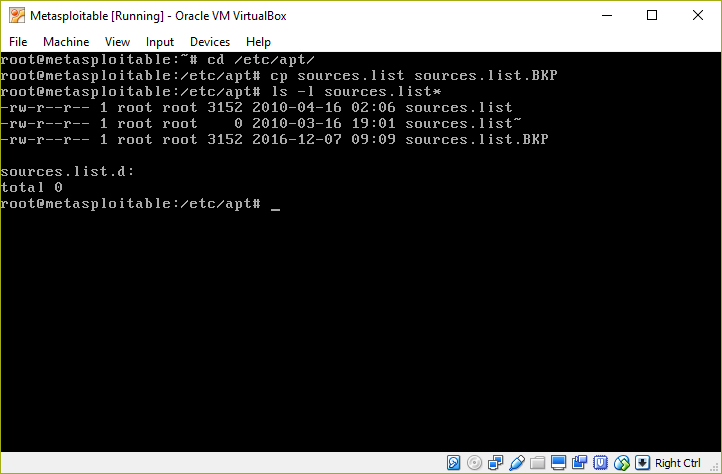 Metasploitable [Running] - Oracle VM VirtualBox
File Machine View Input Devices Help
root@metasploitable:~# cd /etc/apt/
root@metasploitable:/etc/apt# cp sources.list sources.list.BKP
root@metasploitable:/etc/apt# ls -l sources.list*
-rw-r--r-- 1 root root 3152 2010-04-16 02:06 sources.list
-rw-r--r-- 1 root root    0 2010-03-16 19:01 sources.list~
-rw-r--r-- 1 root root 3152 2016-12-07 09:09 sources.list.BKP
sources.list.d:
total 0
root@metasploitable:/etc/apt# _
Right Ctrl